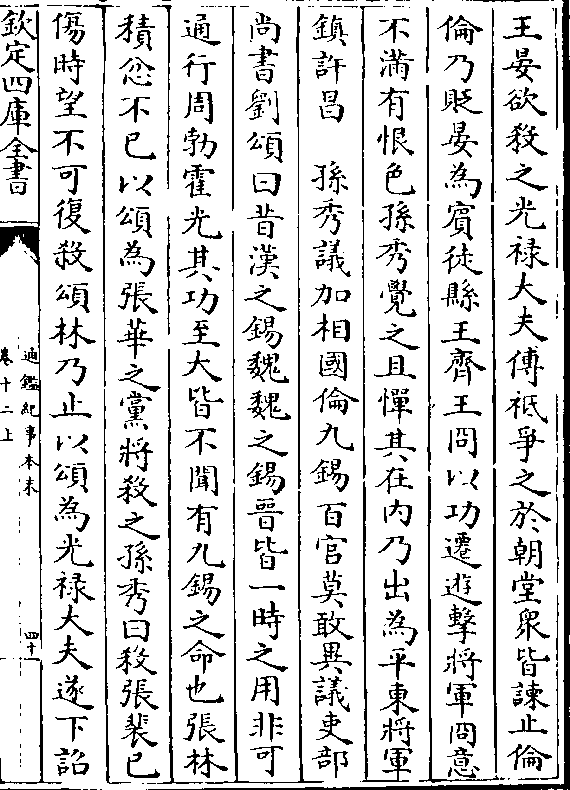 王晏欲殺之光禄大夫傅祗爭之於朝堂衆皆諫止倫
倫乃貶晏為賓徒縣王齊王冏以功遷遊擊將軍冏意
不滿有恨色孫秀覺之且憚其在内乃出為平東將軍
鎮許昌　孫秀議加相國倫九錫百官莫敢異議吏部
尚書劉頌曰昔漢之錫魏魏之錫晉皆一時之用非可
通行周勃霍光其功至大皆不聞有九錫之命也張林
積忿不已以頌為張華之黨將殺之孫秀曰殺張裴已
傷時望不可復殺頌林乃止以頌為光禄大夫遂下詔
欽定四庫全書
通鑑紀事本末
卷十二上
四十